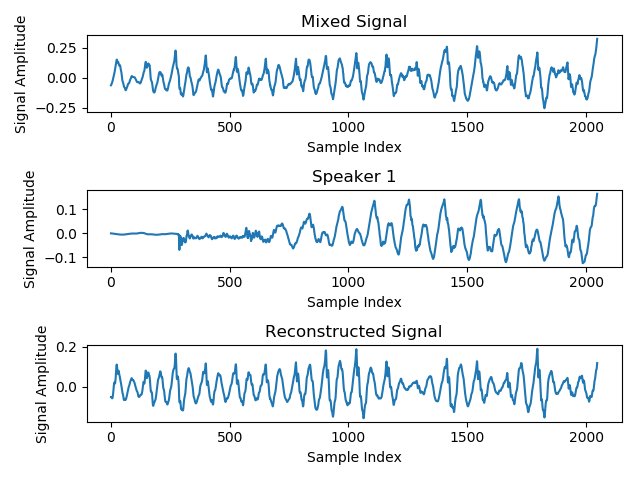 Mixed Signal
Signal Amplitude
0.25
0.00
−0.25
0 500 1000 1500 2000
Sample Index
Speaker 1
Signal Amplitude
0.1
0.0
−0.1
0 500 1000 1500 2000
Sample Index
Reconstructed Signal
Signal Amplitude
0.2
0.0
0 500 1000 1500 2000
Sample Index